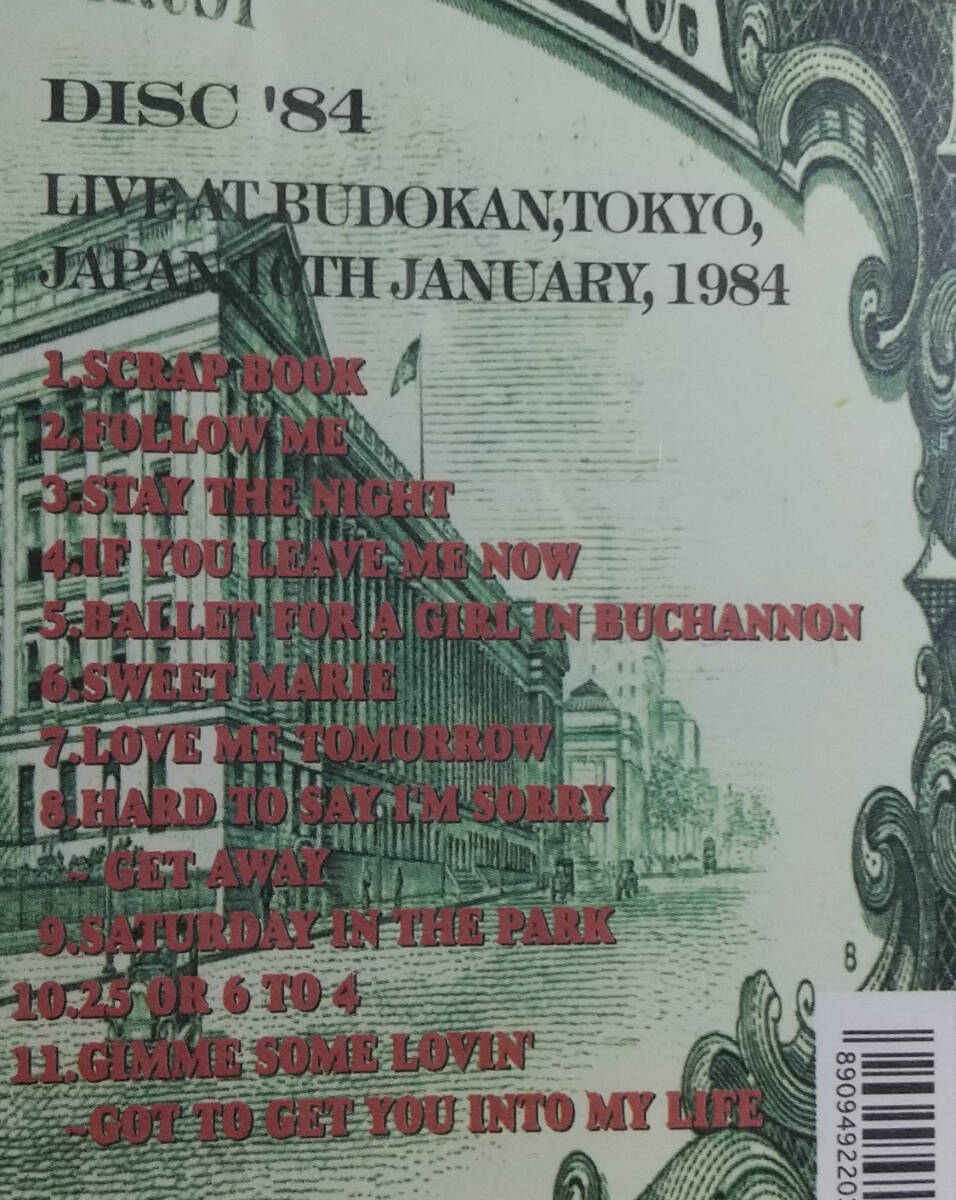 DISC '84
LIVE AT BUDOKAN,TOKYO,
JAPAN 10TH JANUARY, 1984
1.SCRAP BOOK
2.FOLLOW ME
3.STAY THE NIGHT
4.IF YOU LEAVE ME NOW
5.BALLET FOR A GIRL IN BUCHANNON
6.SWEET MARIE
7.LOVE ME TOMORROW
8.HARD TO SAY I'M SORRY
~ GET AWAY
9.SATURDAY IN THE PARK
8
10.25 OR 6 TO 4
11.GIMME SOME LOVIN'
~GOT TO GET YOU INTO MY LIFE
890949220